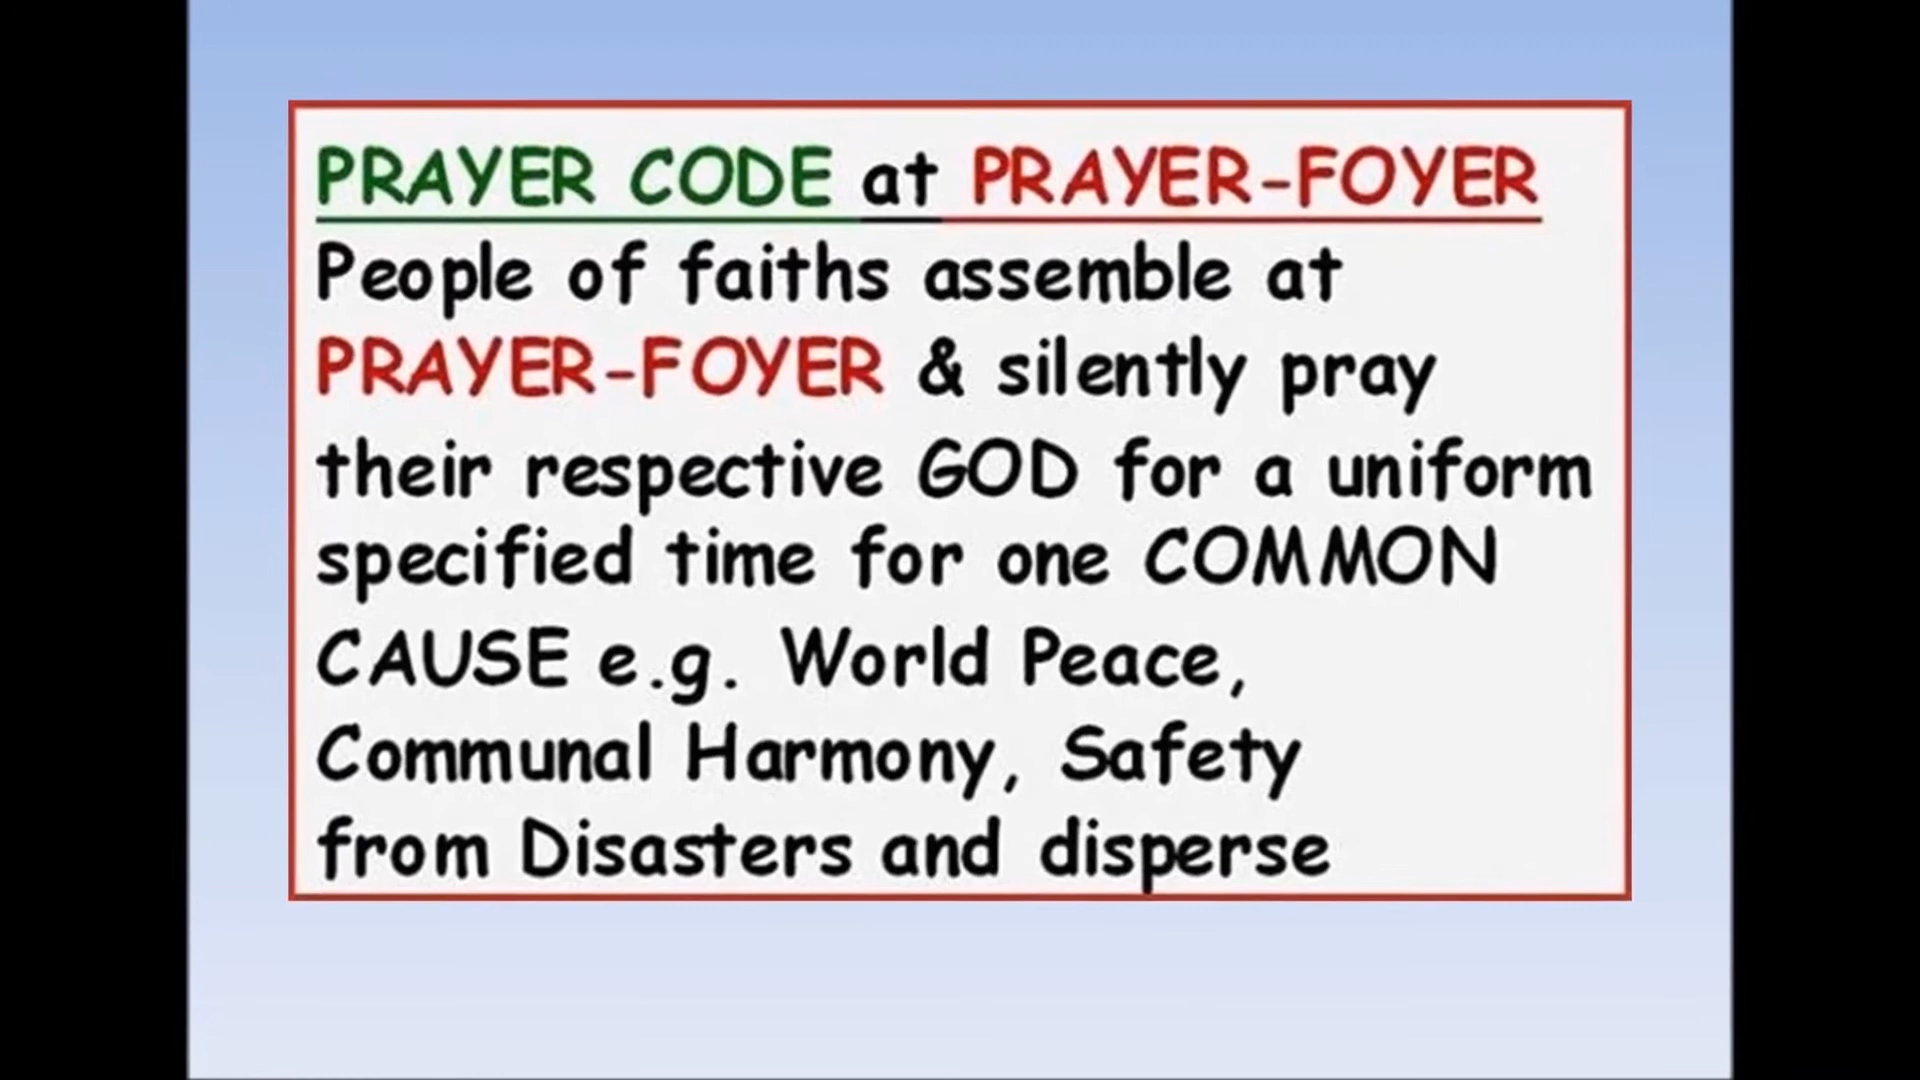 PRAYER CODE at PRAYER-FOYER
People of faiths assemble at
PRAYER-FOYER & silently pray
their respective GOD for a uniform
specified time for one COMMON
CAUSE e.g. World Peace,
Communal Harmony, Safety
from Disasters and disperse